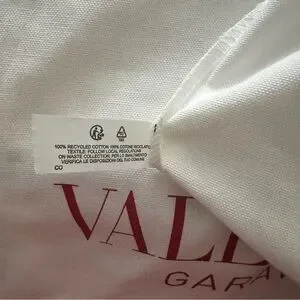 100% RECYCLED COTTON 100% COTONE RICICLATO
TEXTILE: FOLLOW LOCAL REGULATIONS
ON WASTE COLLECTION. PER LO SMALTIMENTO
VERIFICA LE DISPOSIZIONI DEL TUO COMUNE
CO
VALE
GARA